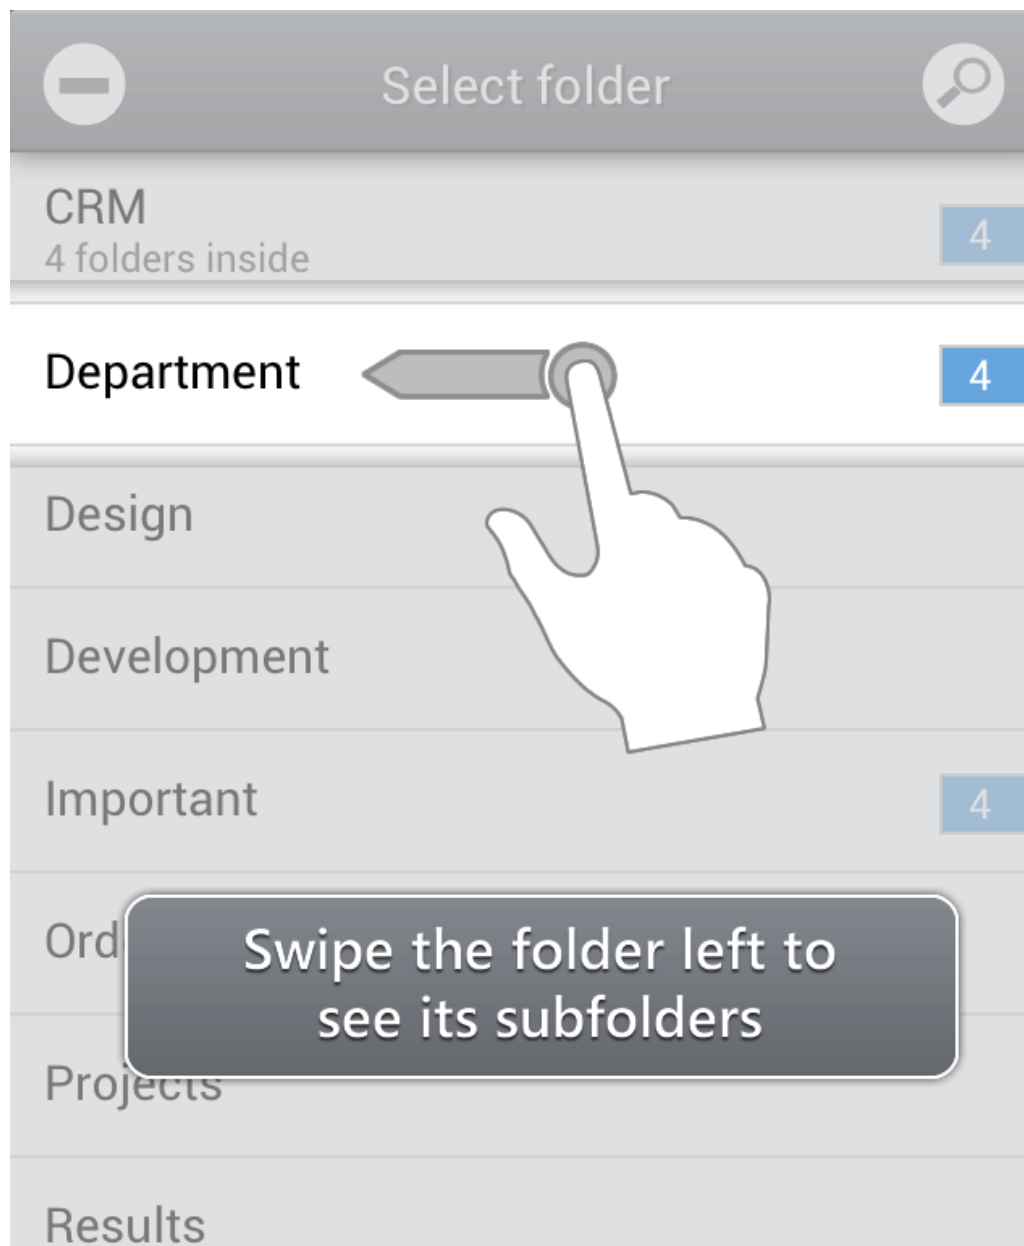 Select folder
CRM
4 folders inside
4
Department
4
Design
Development
Important
4
Swipe the folder left to
see its subfolders
Projects
Results